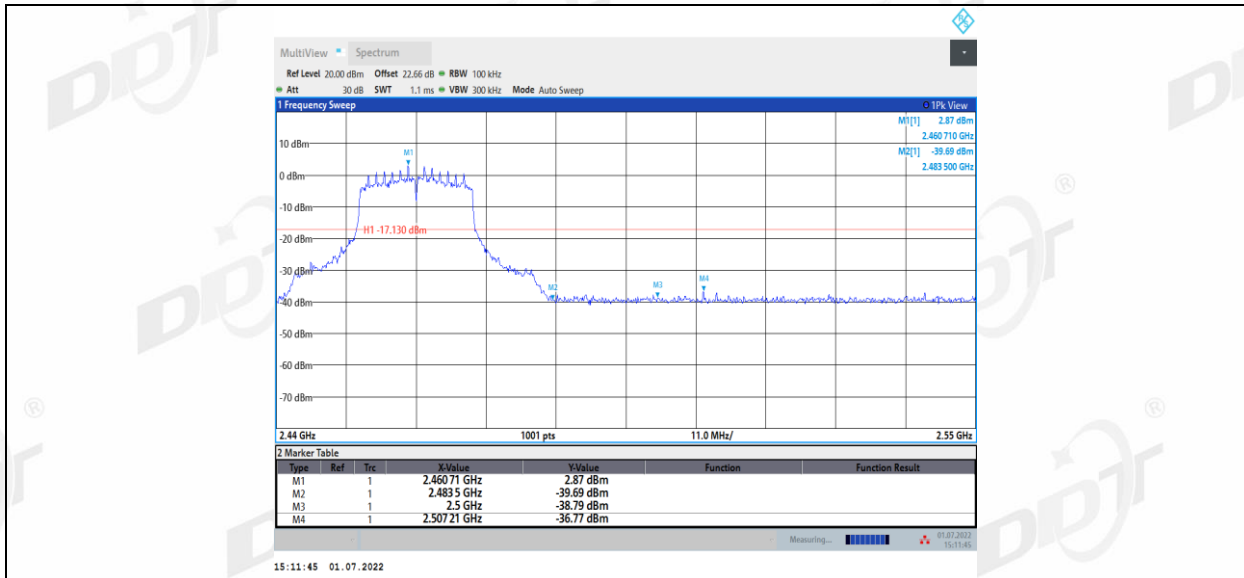 MultiView Spectrum
Ref Level 20.00 dBm Offset 22.66 dB RBW 100 kHz
Att 30 dB SWT 1.1 ms VBW 300 kHz Mode Auto Sweep
1 Frequency Sweep 1Pk View
M1[1] 2.87 dBm
2.460 710 GHz
M2[1] -39.69 dBm
2.483 500 GHz
10 dBm
M1
0 dBm
-10 dBm
H1 -17.130 dBm
-20 dBm
-30 dBm
M2 M3 M4
-40 dBm
-50 dBm
-60 dBm
-70 dBm
2.44 GHz 1001 pts 11.0 MHz/ 2.55 GHz
2 Marker Table
Type Ref Trc X-Value Y-Value Function Function Result
M1 1 2.460 71 GHz 2.87 dBm
M2 1 2.483 5 GHz -39.69 dBm
M3 1 2.5 GHz -38.79 dBm
M4 1 2.507 21 GHz -36.77 dBm
Measuring... 01.07.2022
15:11:45
15:11:45 01.07.2022
DDT ®